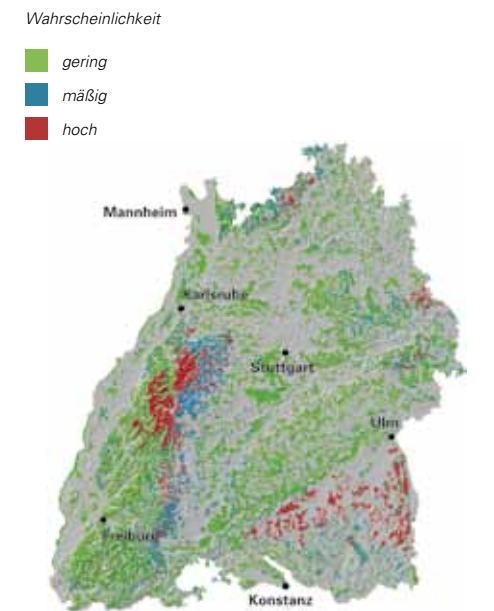 Wahrscheinlichkeit
gering
mäßig
hoch
Mannheim
Karlsruhe
Stuttgart
Ulm
Freiburg
Konstanz